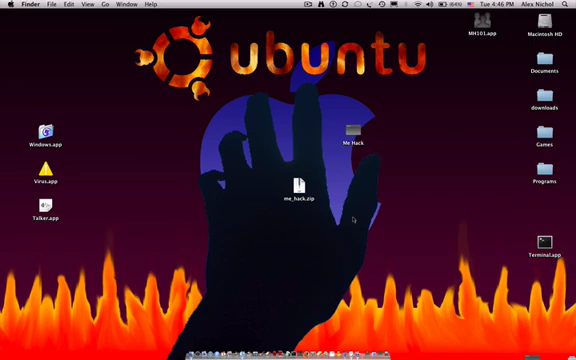 Finder File Edit View Go Window Help
(64%) Tue 4:46 PM Alex Nichol
ubuntu
MH101.app
Macintosh HD
Documents
downloads
Windows.app
Me Hack
Games
Virus.app
me_hack.zip
Programs
Talker.app
Terminal.app